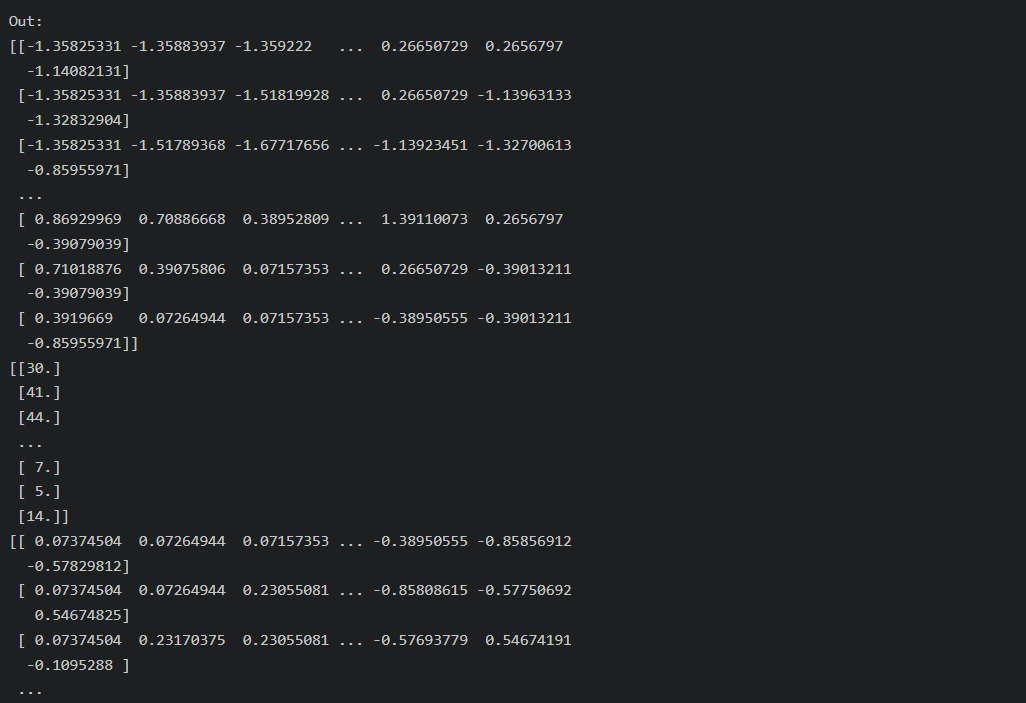 Out:
[[-1.35825331 -1.35883937 -1.359222   ...  0.26650729  0.2656797
  -1.14082131]
 [-1.35825331 -1.35883937 -1.51819928 ...  0.26650729 -1.13963133
  -1.32832904]
 [-1.35825331 -1.51789368 -1.67717656 ... -1.13923451 -1.32700613
  -0.85955971]
 ...
 [ 0.86929969  0.70886668  0.38952809 ...  1.39110073  0.2656797
  -0.39079039]
 [ 0.71018876  0.39075806  0.07157353 ...  0.26650729 -0.39013211
  -0.39079039]
 [ 0.3919669   0.07264944  0.07157353 ... -0.38950555 -0.39013211
  -0.85955971]]
[[30.]
 [41.]
 [44.]
 ...
 [ 7.]
 [ 5.]
 [14.]]
[[ 0.07374504  0.07264944  0.07157353 ... -0.38950555 -0.85856912
  -0.57829812]
 [ 0.07374504  0.07264944  0.23055081 ... -0.85808615 -0.57750692
   0.54674825]
 [ 0.07374504  0.23170375  0.23055081 ... -0.57693779  0.54674191
  -0.1095288 ]
 ...